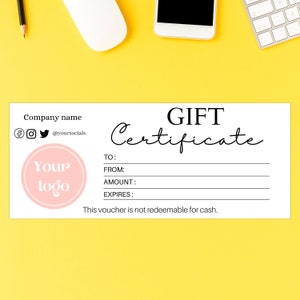 Company name
@yoursocials
Your
logo
GIFT
Certificate
TO :
FROM:
AMOUNT :
EXPIRES :
This voucher is not redeemable for cash.